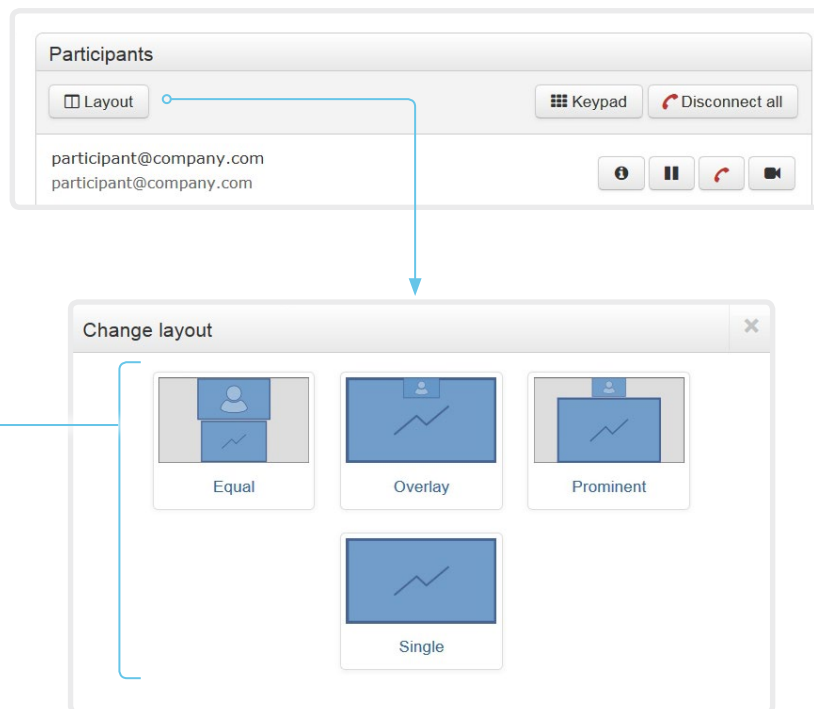 Participants
Layout
Keypad
Disconnect all
participant@company.com
participant@company.com
Change layout
Equal
Overlay
Prominent
Single